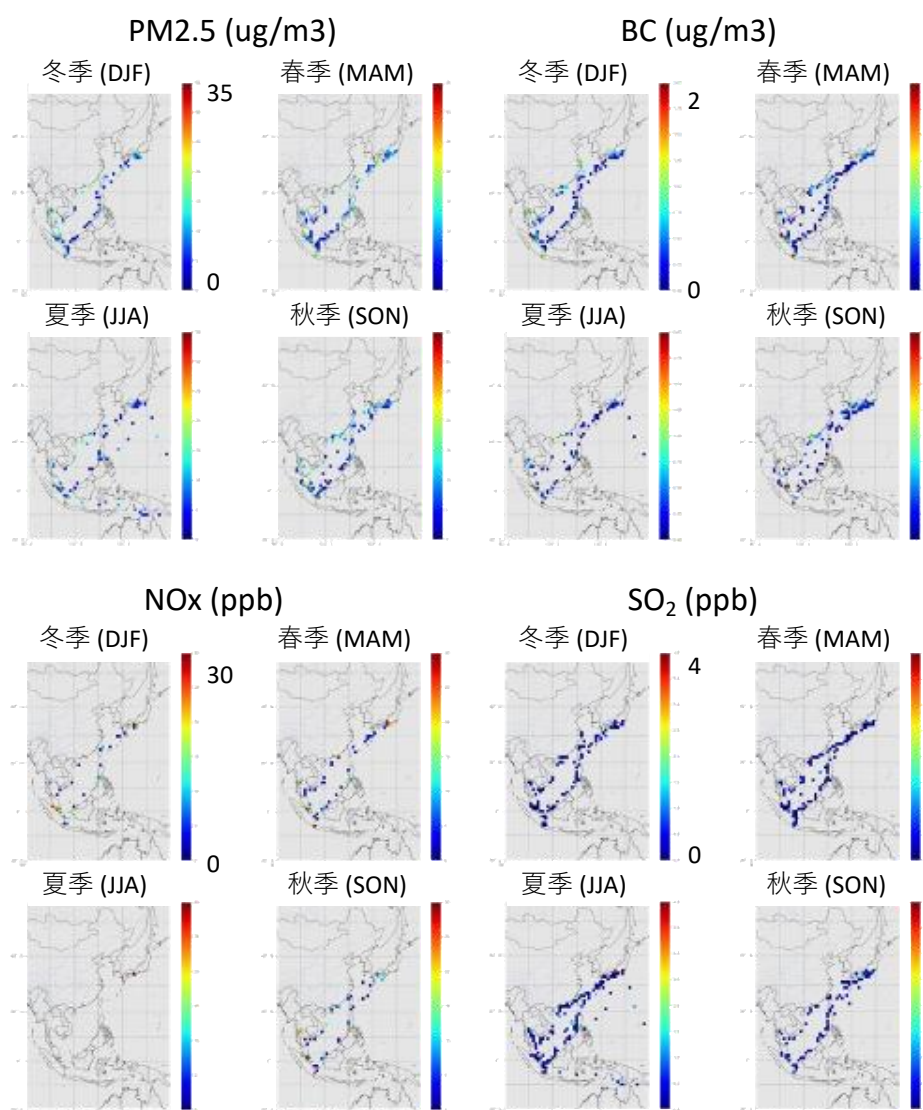 PM2.5 (ug/m3)
BC (ug/m3)
冬季 (DJF)
春季 (MAM)
冬季 (DJF)
春季 (MAM)
35
0
2
0
夏季 (JJA)
秋季 (SON)
夏季 (JJA)
秋季 (SON)
NOx (ppb)
SO₂ (ppb)
冬季 (DJF)
春季 (MAM)
冬季 (DJF)
春季 (MAM)
30
0
4
0
夏季 (JJA)
秋季 (SON)
夏季 (JJA)
秋季 (SON)